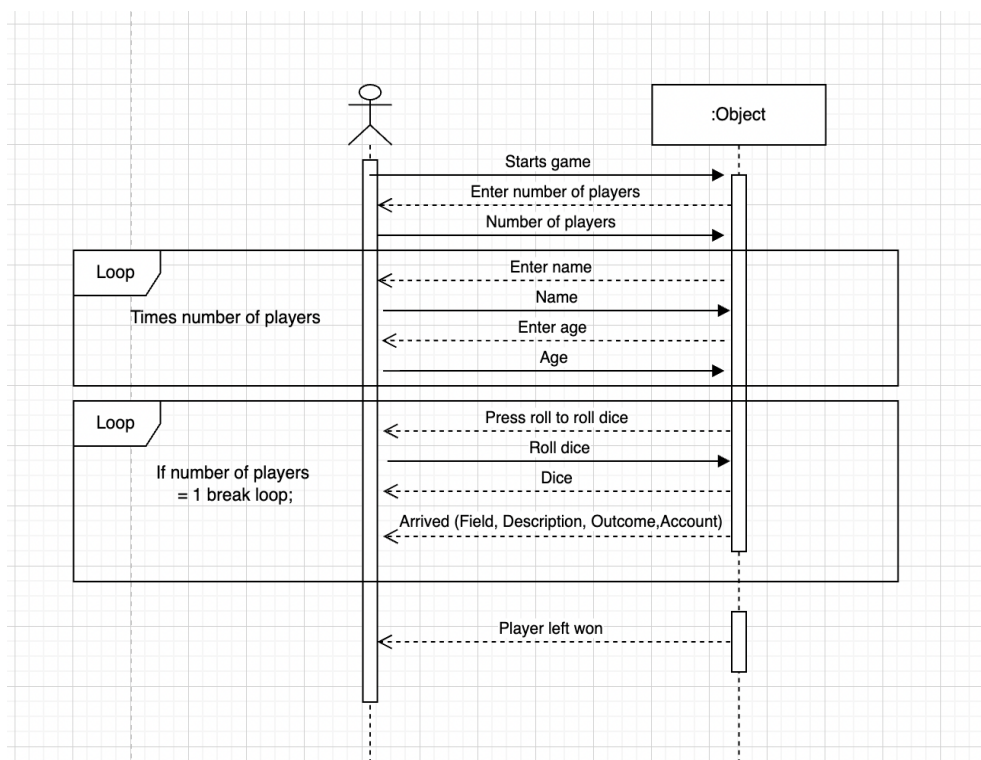 :Object
Starts game
Enter number of players
Number of players
Loop
Times number of players
Enter name
Name
Enter age
Age
Loop
If number of players
= 1 break loop;
Press roll to roll dice
Roll dice
Dice
Arrived (Field, Description, Outcome,Account)
Player left won